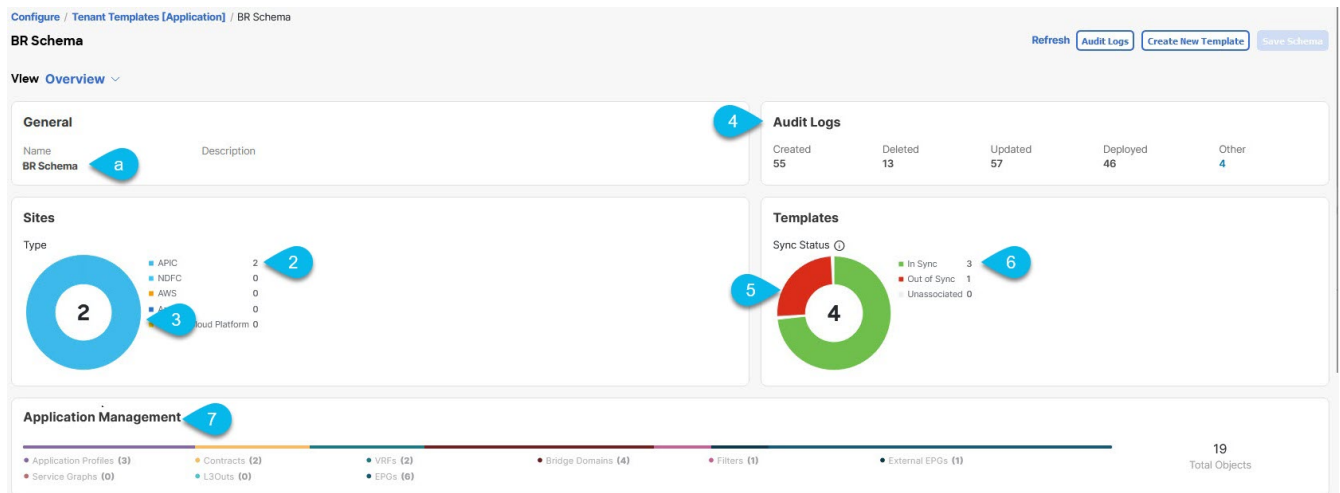 Configure / Tenant Templates [Application] / BR Schema
BR Schema
Refresh Audit Logs Create New Template Save Schema
View Overview
General
Name Description
BR Schema a
4 Audit Logs
Created Deleted Updated Deployed Other
55 13 57 46 4
Sites
Type
2
APIC 2 2
NDFC 0
AWS 0
0
3 loud Platform 0
Templates
Sync Status
5 4
In Sync 3 6
Out of Sync 1
Unassociated 0
Application Management 7
Application Profiles (3) Contracts (2) VRFs (2) Bridge Domains (4) Filters (1) External EPGs (1)
Service Graphs (0) L3Outs (0) EPGs (6)
19
Total Objects